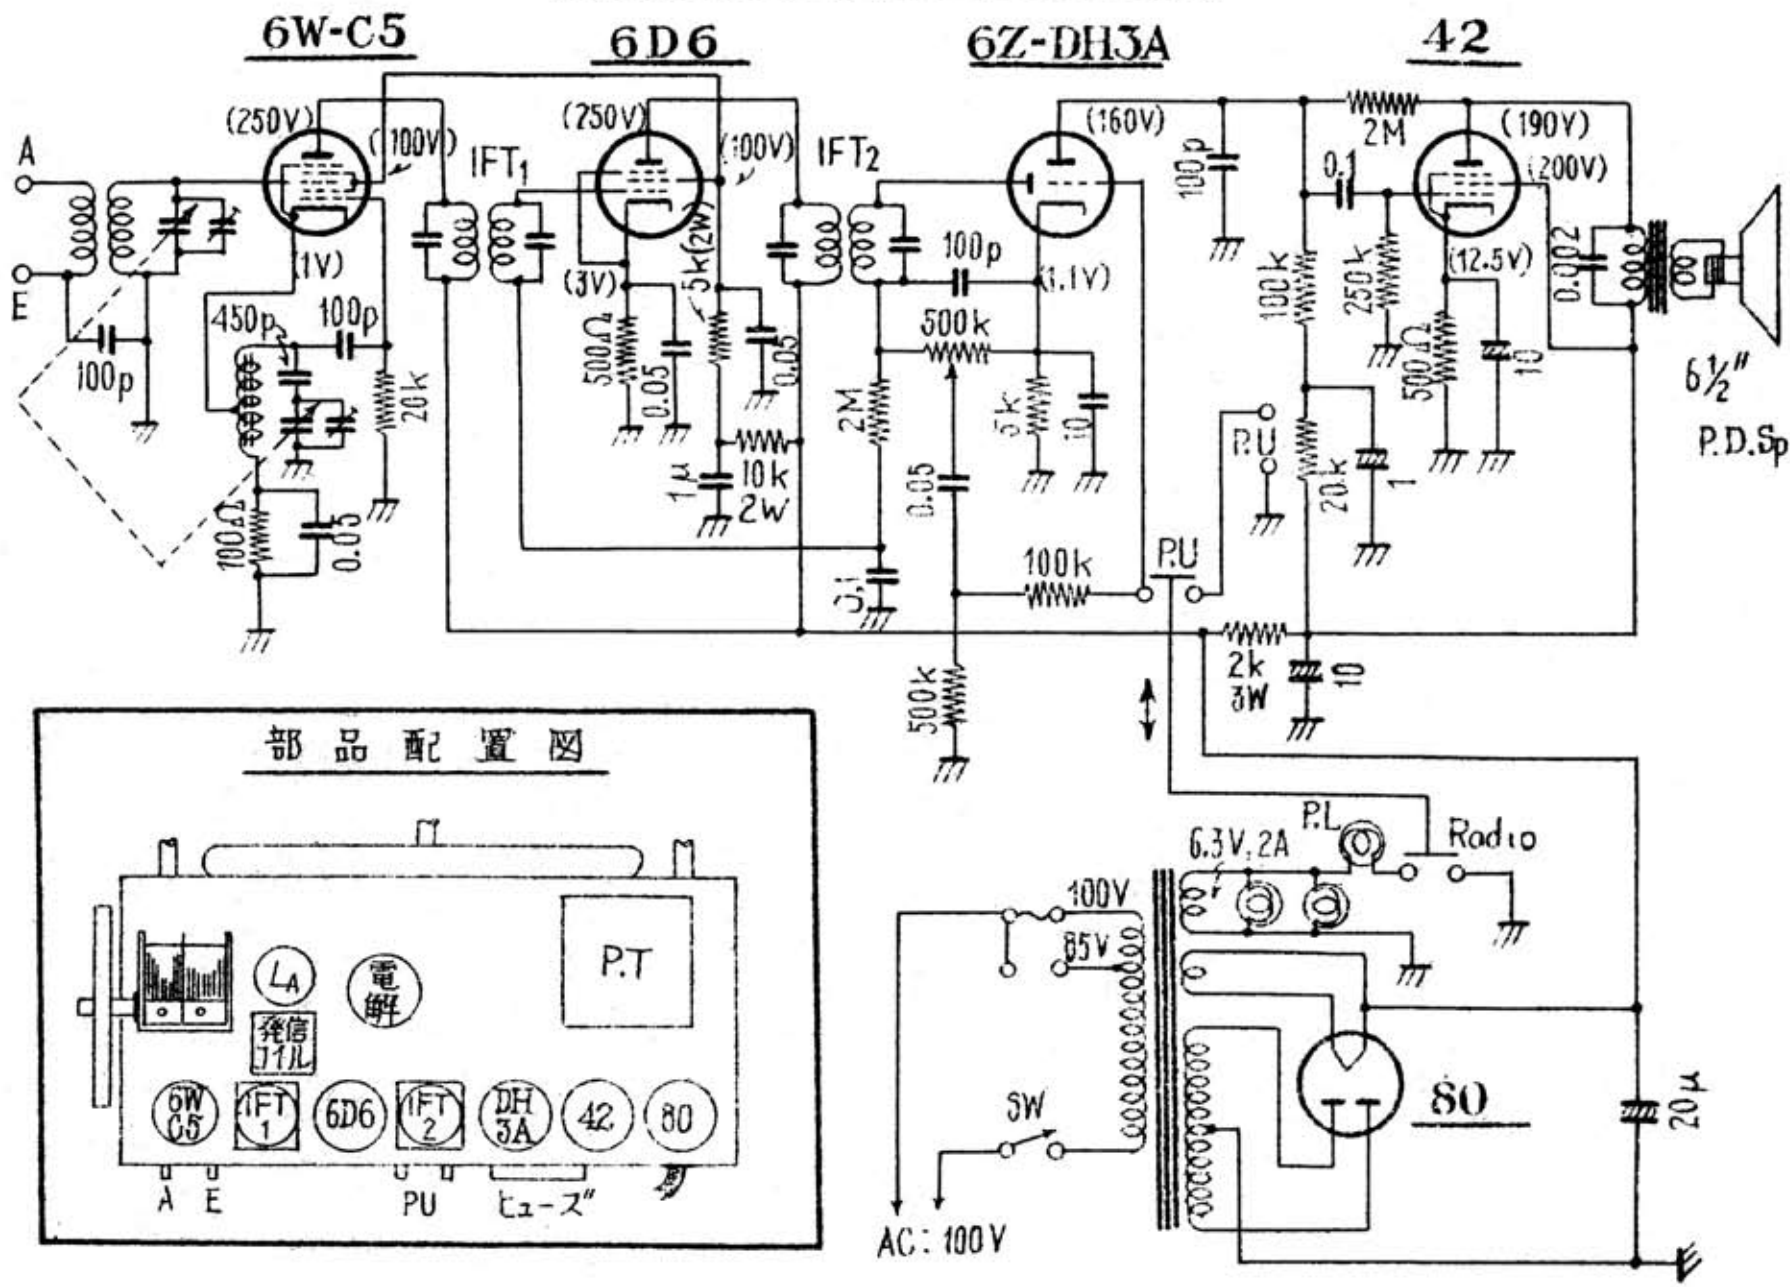 6W-C5
6D6
6Z-DH3A
42
(250V)
(100V)
(250V)
(100V)
(160V)
(190V)
(200V)
2M
A
E
IFT1
IFT2
100p
0.1
(1V)
(3V)
5k(2W)
100p
(1.1V)
(12.5V)
0.002
450p
100p
100p
20k
500Ω
0.05
0.05
500k
100k
250k
500Ω
10
6½"
P.D.Sp
2M
5k
10
P.U
20k
1
1μ
10k
2W
0.05
100Ω
0.05
0.1
100k
P.U
2k
3W
10
500k
部品配置図
P.T
LA
電解
発信
コイル
6W
C5
IFT
1
6D6
IFT
2
DH
3A
42
80
A
E
PU
ヒューズ
P.L
Radio
6.3V, 2A
100V
85V
SW
80
20μ
AC: 100V